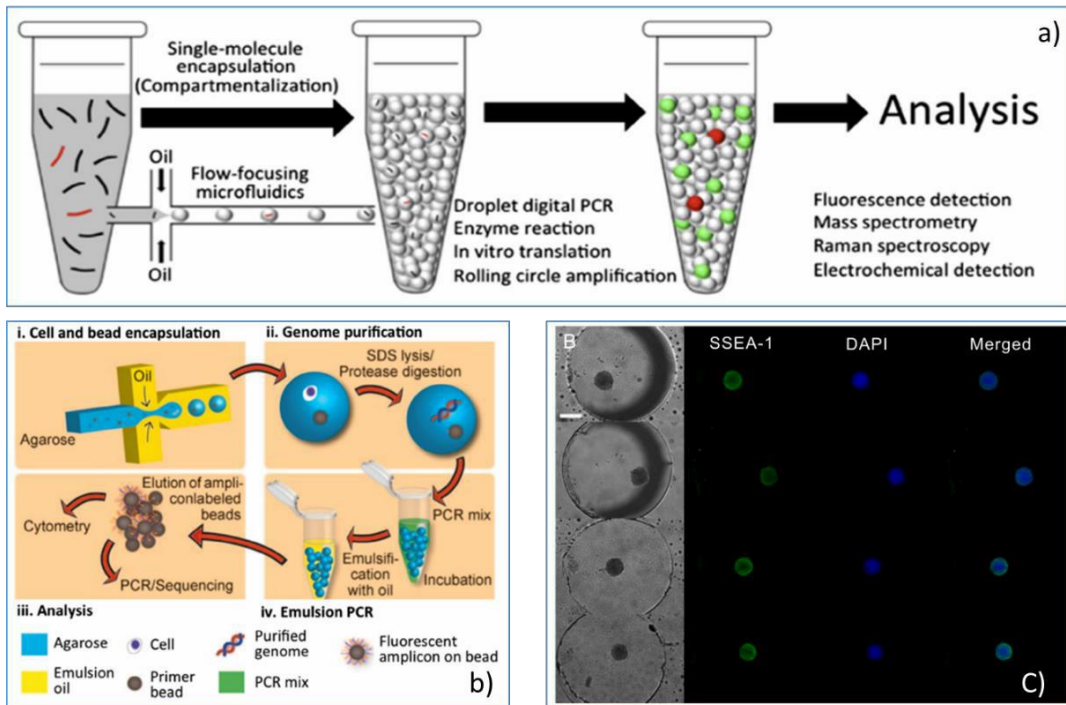 a)
Single-molecule
encapsulation
(Compartmentalization)
Oil
Flow-focusing
microfluidics
Oil
Droplet digital PCR
Enzyme reaction
In vitro translation
Rolling circle amplification
Analysis
Fluorescence detection
Mass spectrometry
Raman spectroscopy
Electrochemical detection
i. Cell and bead encapsulation
Oil
Agarose
ii. Genome purification
SDS lysis/
Protease digestion
Elution of ampli-
conlabeled
beads
Cytometry
PCR/Sequencing
PCR mix
Emulsifi-
cation
with oil
Incubation
iii. Analysis
iv. Emulsion PCR
Agarose
Cell
Purified
genome
Fluorescent
amplicon on bead
Emulsion
oil
Primer
bead
PCR mix
b)
B
SSEA-1
DAPI
Merged
C)